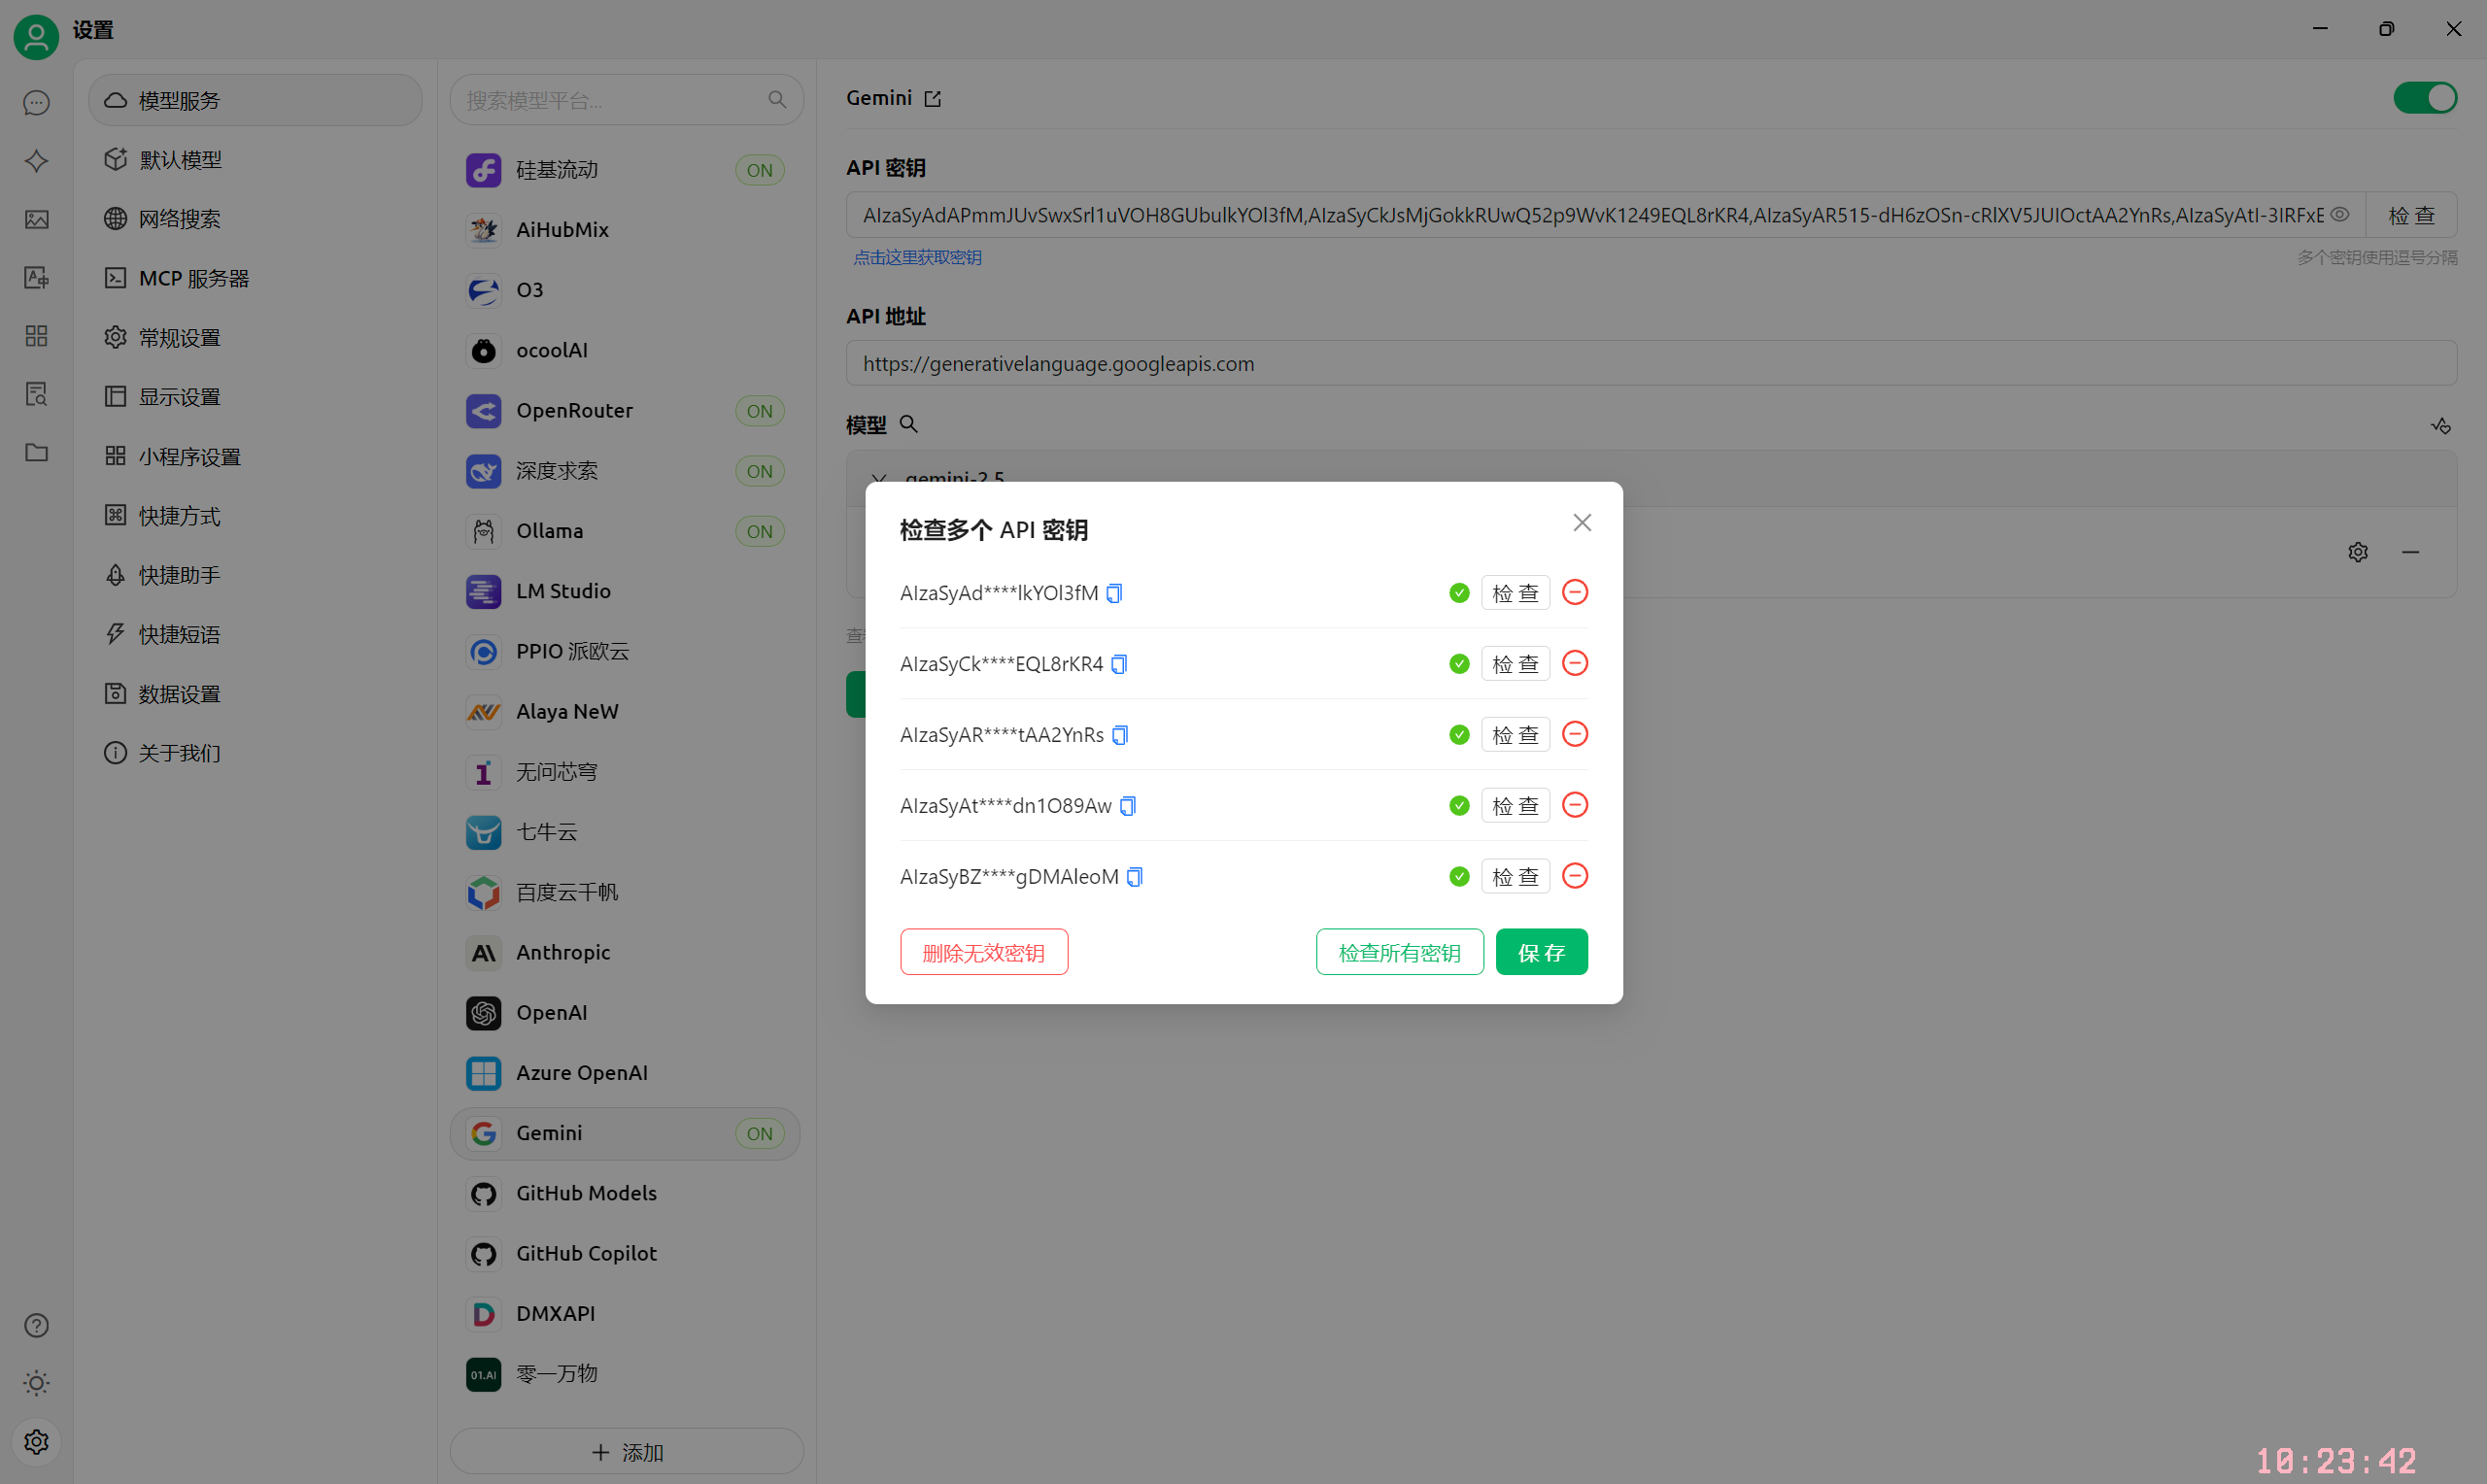 设置
模型服务
默认模型
网络搜索
MCP 服务器
常规设置
显示设置
小程序设置
快捷方式
快捷助手
快捷短语
数据设置
关于我们
搜索模型平台...
硅基流动 ON
AiHubMix
O3
ocoolAI
OpenRouter ON
深度求索 ON
Ollama ON
LM Studio
PPIO 派欧云
Alaya NeW
无问芯穹
七牛云
百度云千帆
Anthropic
OpenAI
Azure OpenAI
Gemini ON
GitHub Models
GitHub Copilot
DMXAPI
01.AI 零一万物
添加
Gemini
API 密钥
检 查
点击这里获取密钥 多个密钥使用逗号分隔
API 地址
https://generativelanguage.googleapis.com
模型
gemini-2.5
检查多个 API 密钥
AIzaSyAd****lkYOl3fM 检 查
AIzaSyCk****EQL8rKR4 检 查
AIzaSyAR****tAA2YnRs 检 查
AIzaSyAt****dn1O89Aw 检 查
AIzaSyBZ****gDMAleoM 检 查
删除无效密钥 检查所有密钥 保 存
10:23:42